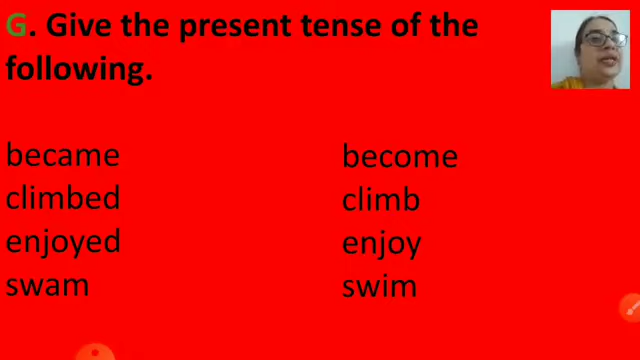 G. Give the present tense of the
following.
became become
climbed climb
enjoyed enjoy
swam swim